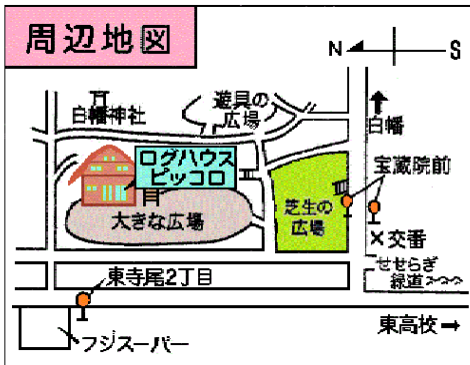 周辺地図
N S
白幡神社
遊具の
広場
白幡
ログハウス
ピッコロ
宝蔵院前
大きな広場
芝生の
広場
×交番
せせらぎ
緑道
東寺尾2丁目
東高校→
フジスーパー